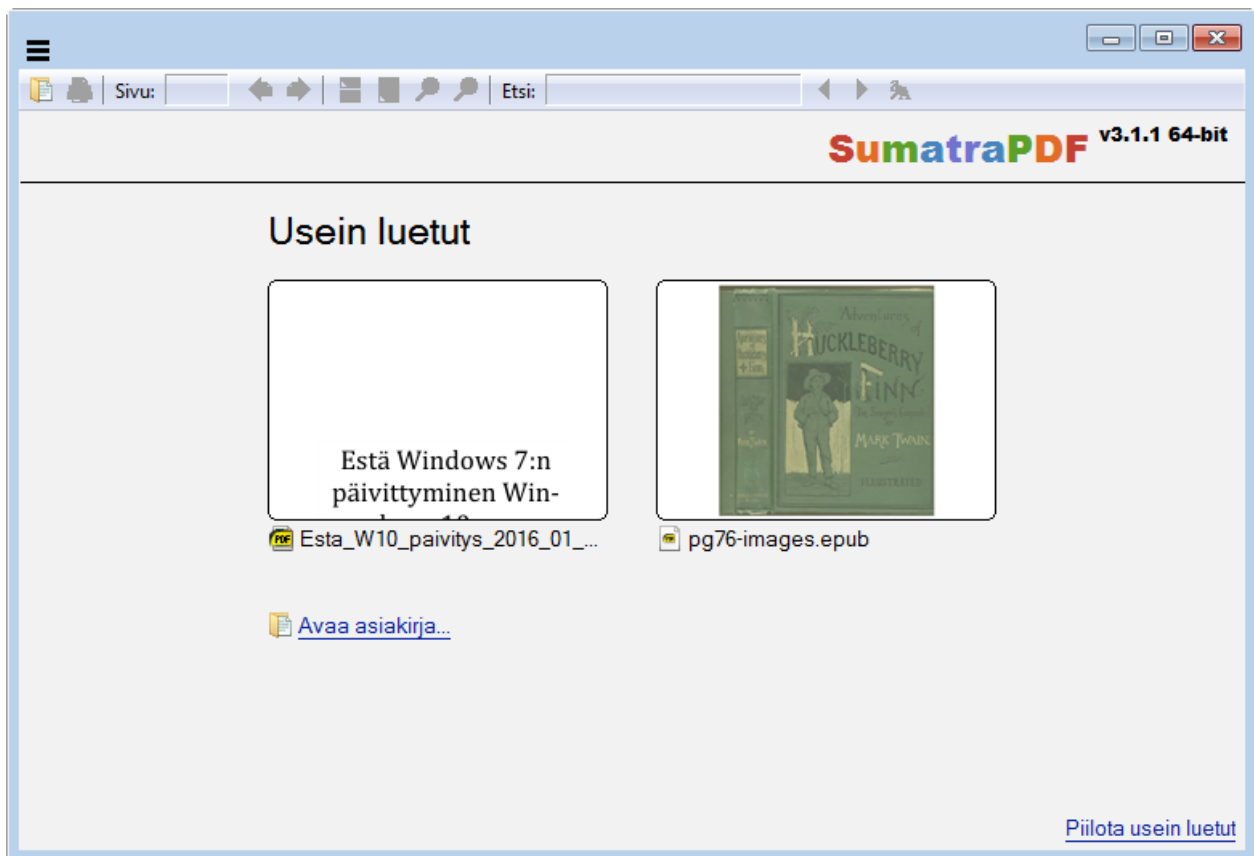 Sivu:
Etsi:
SumatraPDF v3.1.1 64-bit
Usein luetut
Estä Windows 7:n
päivittyminen Win-
Adventures
of
HUCKLEBERRY
FINN
MARK TWAIN
ILLUSTRATED
Esta_W10_paivitys_2016_01_...
pg76-images.epub
Avaa asiakirja...
Piilota usein luetut